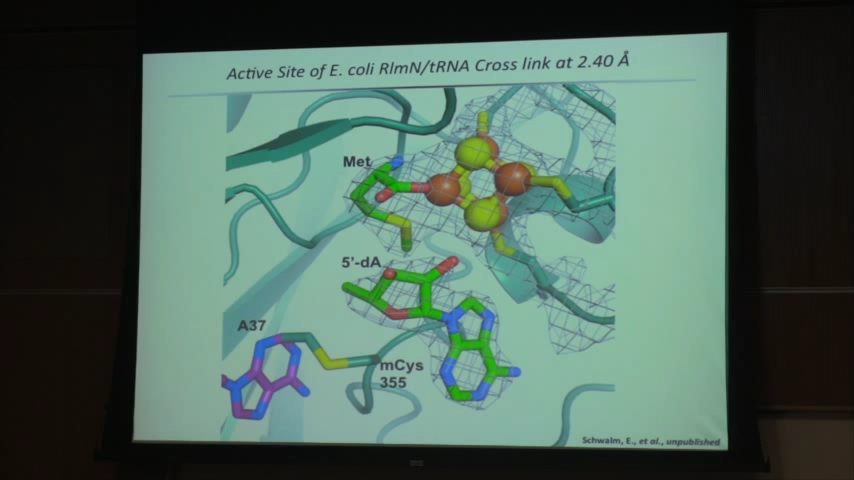 Active Site of E. coli RlmN/tRNA Cross link at 2.40 Å
Met
5'-dA
A37
mCys
355
Schwalm, E., et al., unpublished